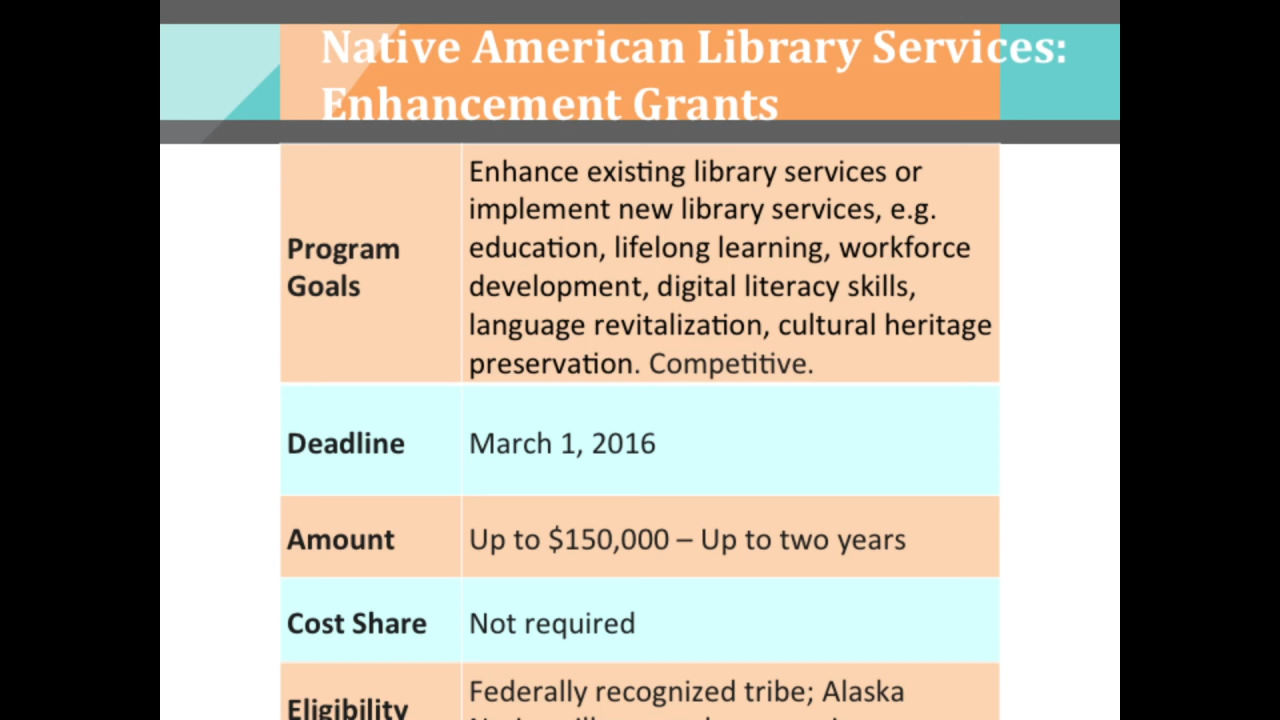 Native American Library Services:
Enhancement Grants
Program
Goals
Enhance existing library services or
implement new library services, e.g.
education, lifelong learning, workforce
development, digital literacy skills,
language revitalization, cultural heritage
preservation. Competitive.
Deadline
March 1, 2016
Amount
Up to $150,000 – Up to two years
Cost Share
Not required
Eligibility
Federally recognized tribe; Alaska